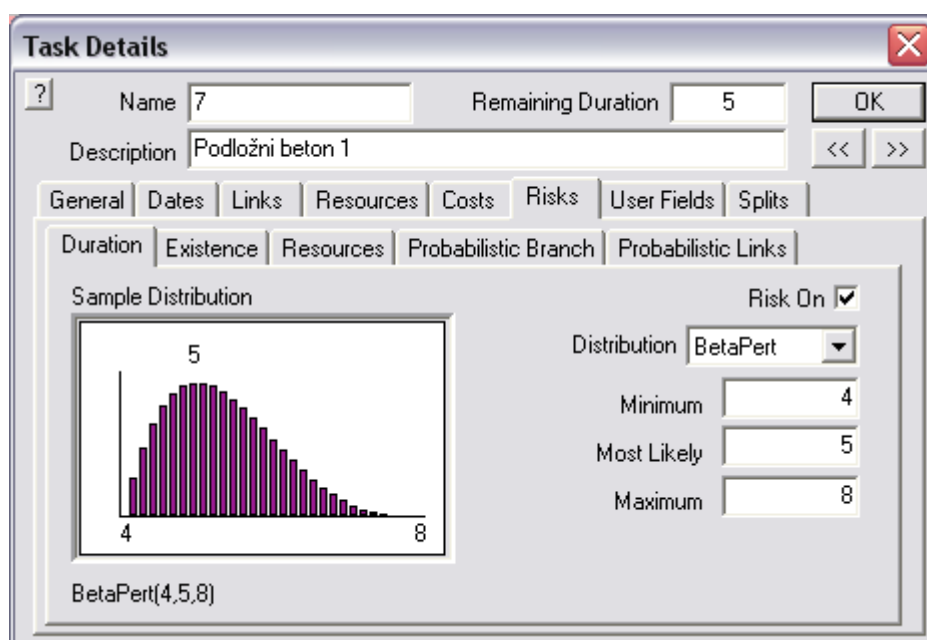 Task Details
?
Name 7 Remaining Duration 5 OK
Description Podložni beton 1 << >>
General Dates Links Resources Costs Risks User Fields Splits
Duration Existence Resources Probabilistic Branch Probabilistic Links
Sample Distribution Risk On
5
Distribution BetaPert
Minimum 4
Most Likely 5
Maximum 8
4 8
BetaPert(4,5,8)